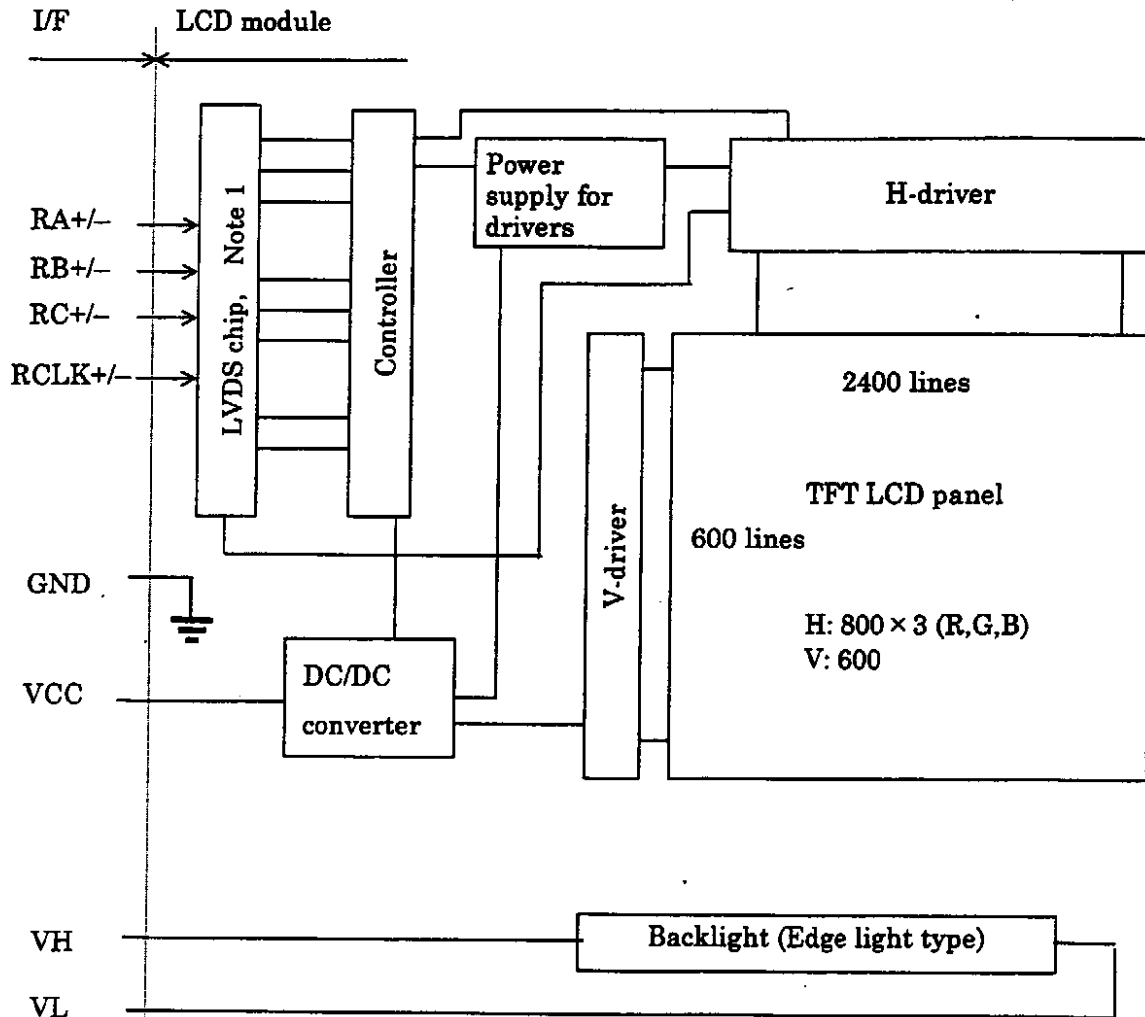 I/F
LCD module
RA+/–
RB+/–
RC+/–
RCLK+/–
GND
VCC
VH
VL
LVDS chip, Note 1
Controller
Power
supply for
drivers
H-driver
2400 lines
TFT LCD panel
600 lines
V-driver
H: 800 × 3 (R,G,B)
V: 600
DC/DC
converter
Backlight (Edge light type)